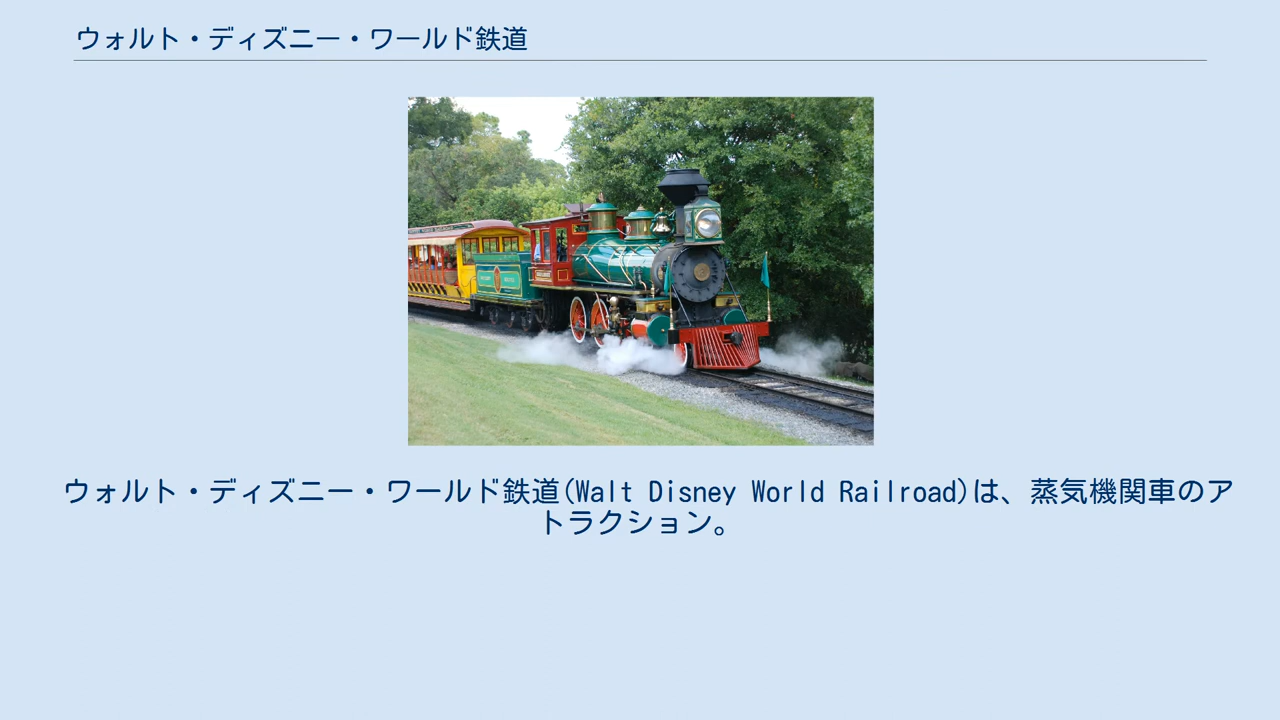 ウォルト・ディズニー・ワールド鉄道
ウォルト・ディズニー・ワールド鉄道(Walt Disney World Railroad)は、蒸気機関車のア
トラクション。